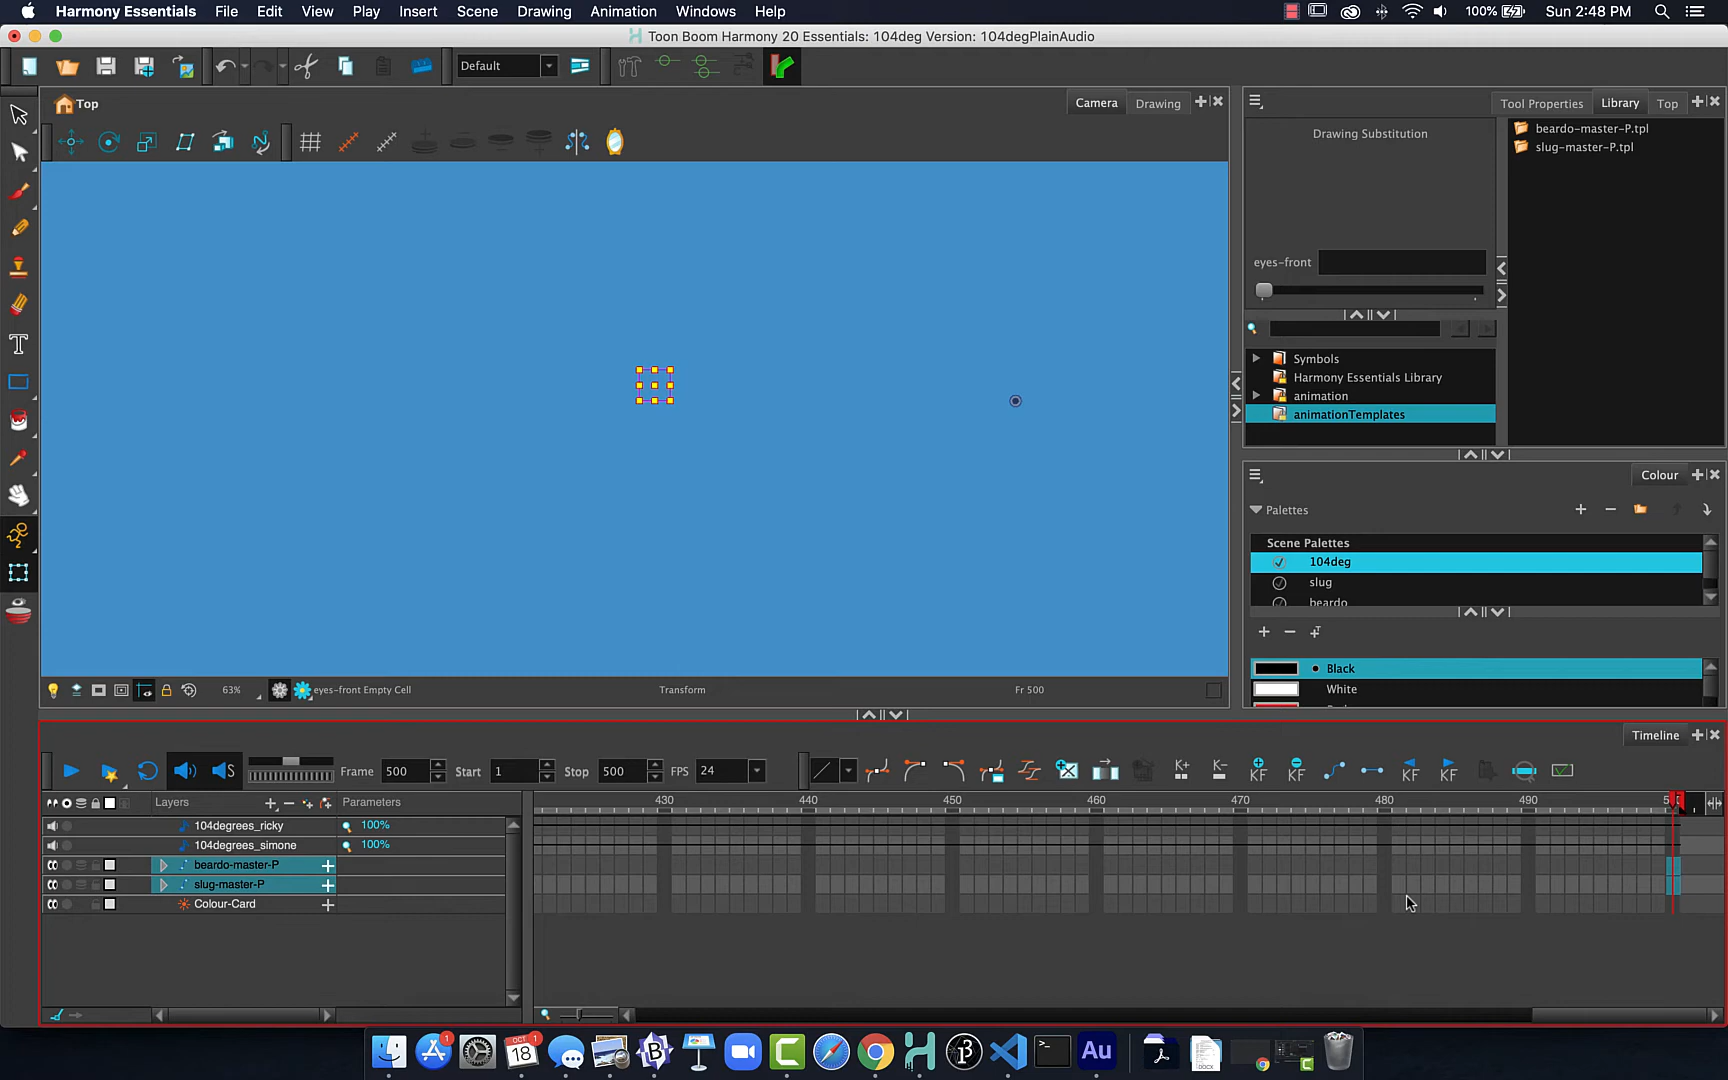 Harmony Essentials File Edit View Play Insert Scene Drawing Animation Windows Help 100% Sun 2:48 PM
Toon Boom Harmony 20 Essentials: 104deg Version: 104degPlainAudio
Default
Top
Camera Drawing
Tool Properties Library Top
Drawing Substitution
beardo-master-P.tpl
slug-master-P.tpl
eyes-front
Symbols
Harmony Essentials Library
animation
animationTemplates
Colour
Palettes
Scene Palettes
104deg
slug
beardo
Black
White
63% eyes-front Empty Cell Transform Fr 500
Timeline
Frame 500 Start 1 Stop 500 FPS 24
K+ K- KF KF KF KF
Layers Parameters 430 440 450 460 470 480 490
104degrees_ricky 100%
104degrees_simone 100%
beardo-master-P
slug-master-P
Colour-Card
OCT
18
Au
DOCX